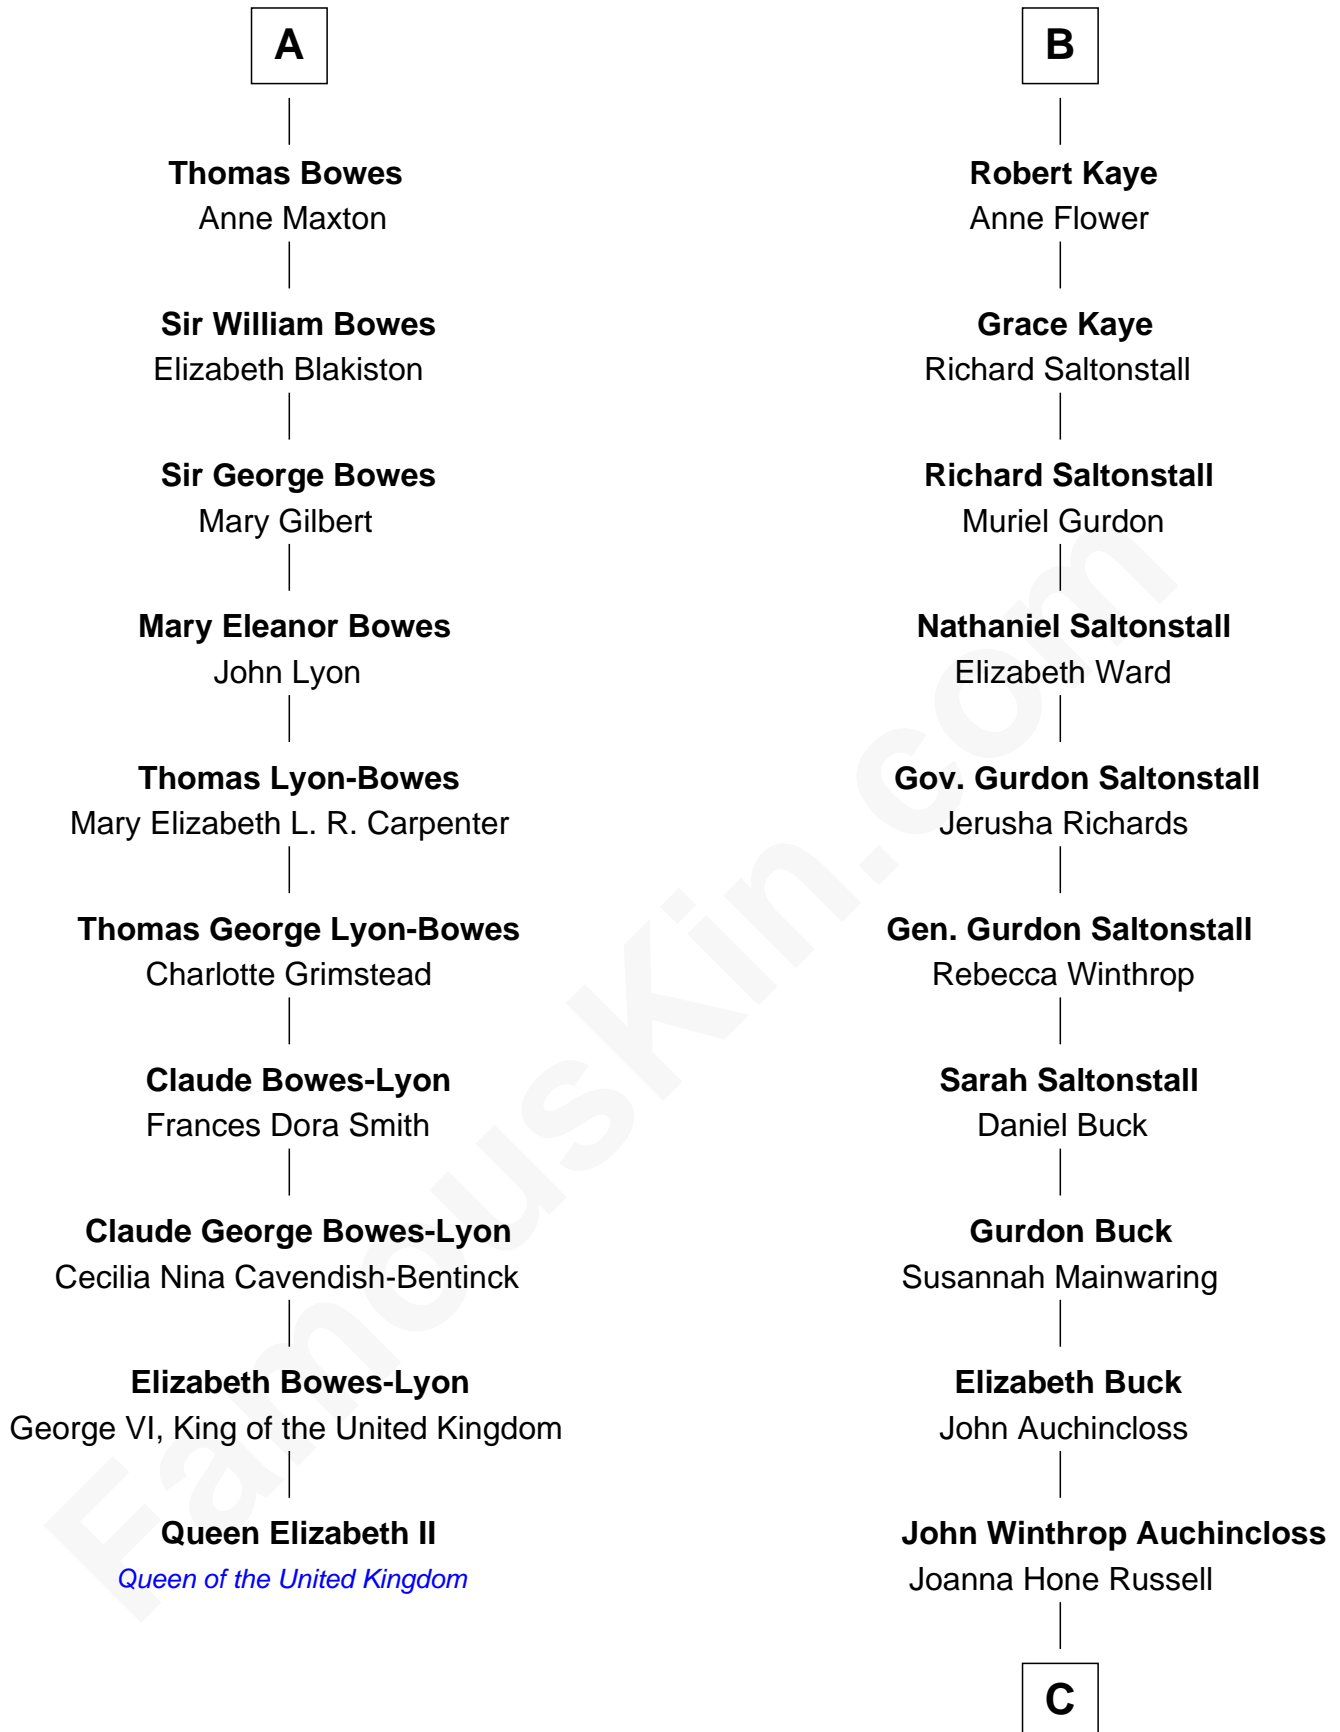 A
Thomas Bowes
Anne Maxton
Sir William Bowes
Elizabeth Blakiston
Sir George Bowes
Mary Gilbert
Mary Eleanor Bowes
John Lyon
Thomas Lyon-Bowes
Mary Elizabeth L. R. Carpenter
Thomas George Lyon-Bowes
Charlotte Grimstead
Claude Bowes-Lyon
Frances Dora Smith
Claude George Bowes-Lyon
Cecilia Nina Cavendish-Bentinck
Elizabeth Bowes-Lyon
George VI, King of the United Kingdom
Queen Elizabeth II
Queen of the United Kingdom
B
Robert Kaye
Anne Flower
Grace Kaye
Richard Saltonstall
Richard Saltonstall
Muriel Gurdon
Nathaniel Saltonstall
Elizabeth Ward
Gov. Gurdon Saltonstall
Jerusha Richards
Gen. Gurdon Saltonstall
Rebecca Winthrop
Sarah Saltonstall
Daniel Buck
Gurdon Buck
Susannah Mainwaring
Elizabeth Buck
John Auchincloss
John Winthrop Auchincloss
Joanna Hone Russell
C
FamousKin.com